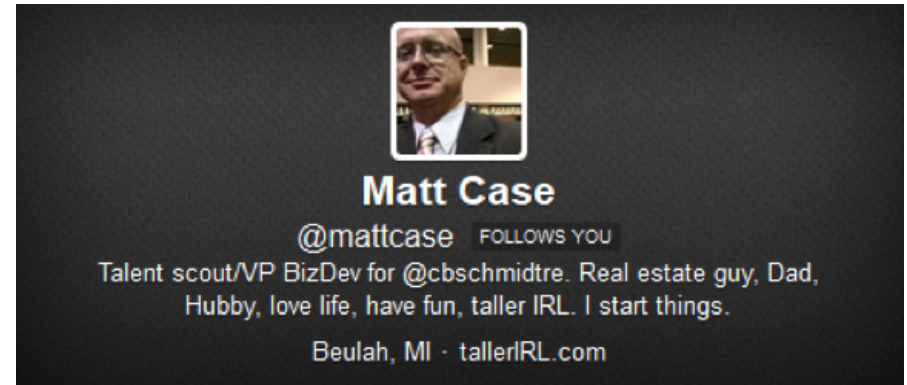 Matt Case
@mattcase FOLLOWS YOU
Talent scout/VP BizDev for @cbschmidtre. Real estate guy, Dad,
Hubby, love life, have fun, taller IRL. I start things.
Beulah, MI · tallerIRL.com